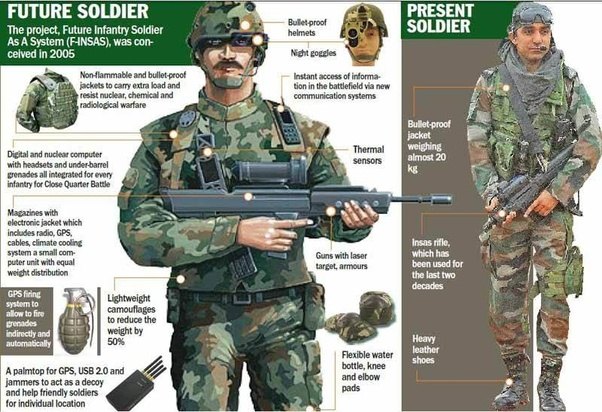 FUTURE SOLDIER
The project, Future Infantry Soldier
As A System (F-INSAS), was con-
ceived in 2005
Bullet-proof
helmets
Night goggles
Non-flammable and bullet-proof
jackets to carry extra load and
resist nuclear, chemical and
radiological warfare
Instant access of informa-
tion in the battlefield via new
communication systems
Digital and nuclear computer
with headsets and under-barrel
grenades all integrated for every
infantry for Close Quarter Battle
Thermal
sensors
Magazines with
electronic jacket which
includes radio, GPS,
cables, climate cooling
system a small com-
puter unit with equal
weight distribution
Guns with laser
target, armours
GPS firing
system to
allow to fire
grenades
indirectly and
automatically
Lightweight
camouflages
to reduce the
weight by
50%
Flexible water
bottle, knee
and elbow
pads
A palmtop for GPS, USB 2.0 and
jammers to act as a decoy
and help friendly soldiers
for individual location
PRESENT
SOLDIER
Bullet-proof
jacket
weighing
almost 20
kg
Insas rifle,
which has
been used for
the last two
decades
Heavy
leather
shoes